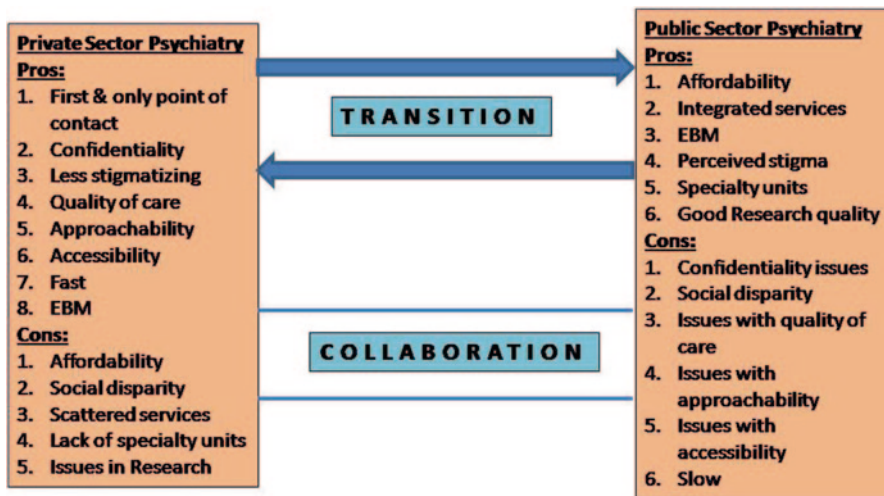 Private Sector Psychiatry
Pros:
1. First & only point of
contact
2. Confidentiality
3. Less stigmatizing
4. Quality of care
5. Approachability
6. Accessibility
7. Fast
8. EBM
Cons:
1. Affordability
2. Social disparity
3. Scattered services
4. Lack of specialty units
5. Issues in Research
TRANSITION
COLLABORATION
Public Sector Psychiatry
Pros:
1. Affordability
2. Integrated services
3. EBM
4. Perceived stigma
5. Specialty units
6. Good Research quality
Cons:
1. Confidentiality issues
2. Social disparity
3. Issues with quality of
care
4. Issues with
approachability
5. Issues with
accessibility
6. Slow